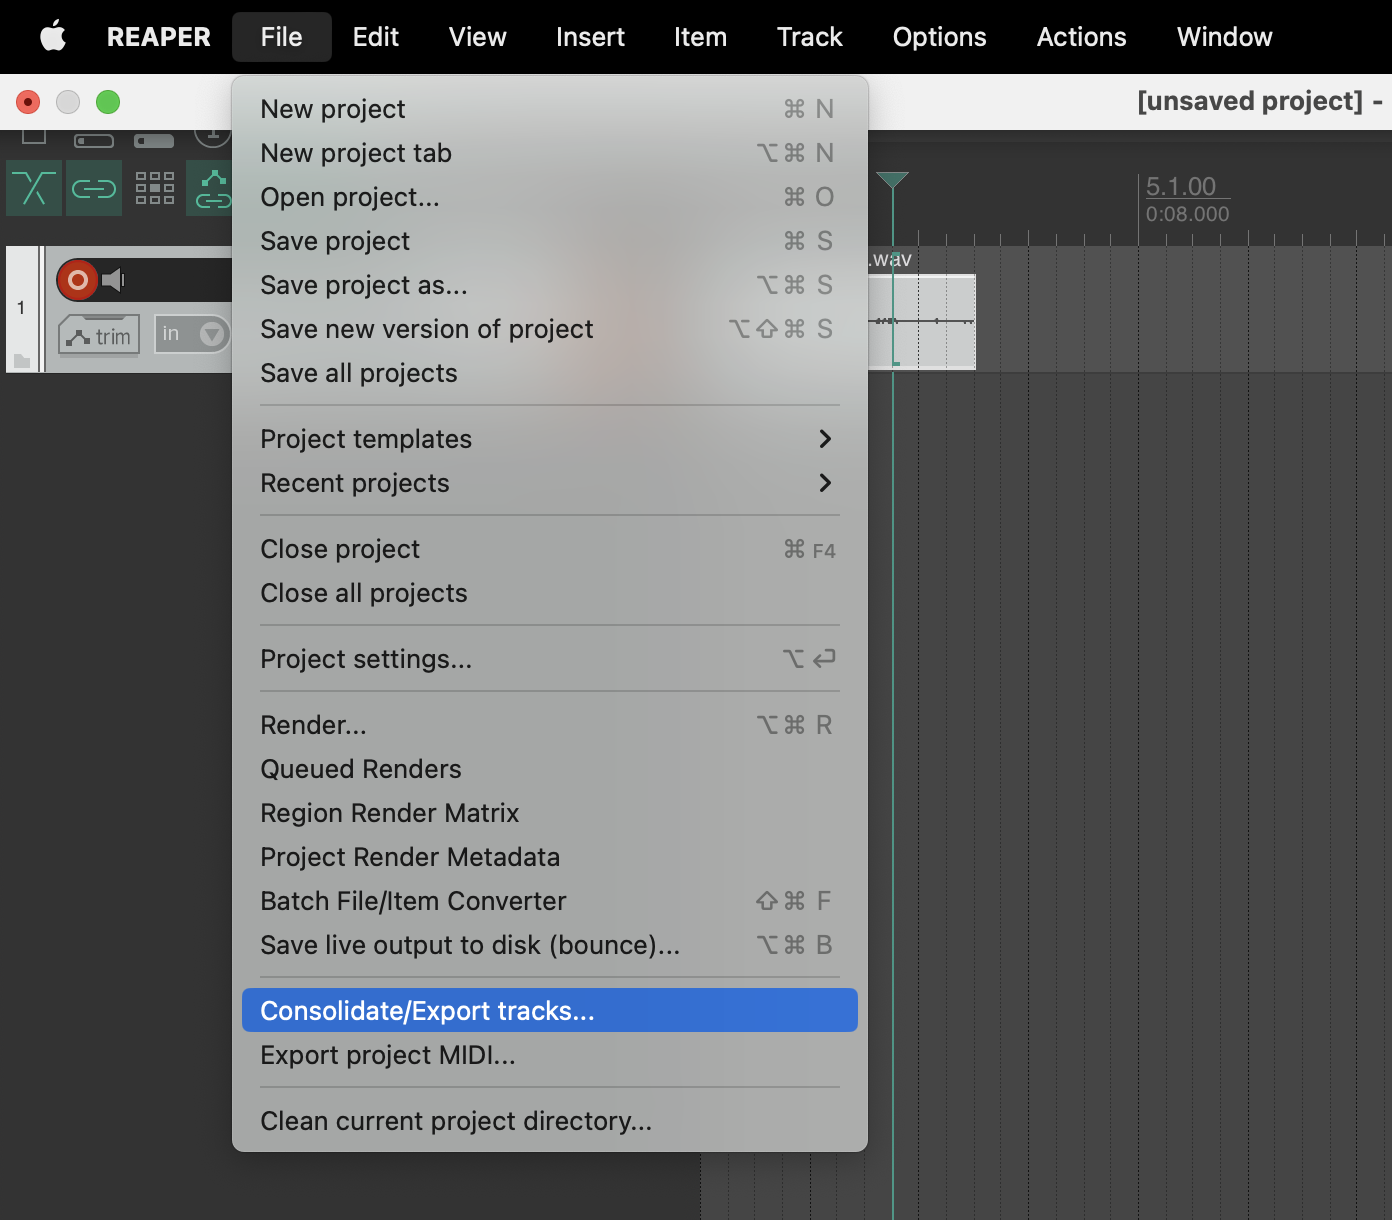 REAPER File Edit View Insert Item Track Options Actions Window
[unsaved project] -
New project ⌘ N
New project tab ⌥⌘ N
Open project... ⌘ O
Save project ⌘ S
Save project as... ⌥⌘ S
Save new version of project ⌥⇧⌘ S
Save all projects
Project templates
Recent projects
Close project ⌘ F4
Close all projects
Project settings... ⌥ ↩
Render... ⌥⌘ R
Queued Renders
Region Render Matrix
Project Render Metadata
Batch File/Item Converter ⇧⌘ F
Save live output to disk (bounce)... ⌥⌘ B
Consolidate/Export tracks...
Export project MIDI...
Clean current project directory...
1
trim
in
5.1.00
0:08.000
.wav